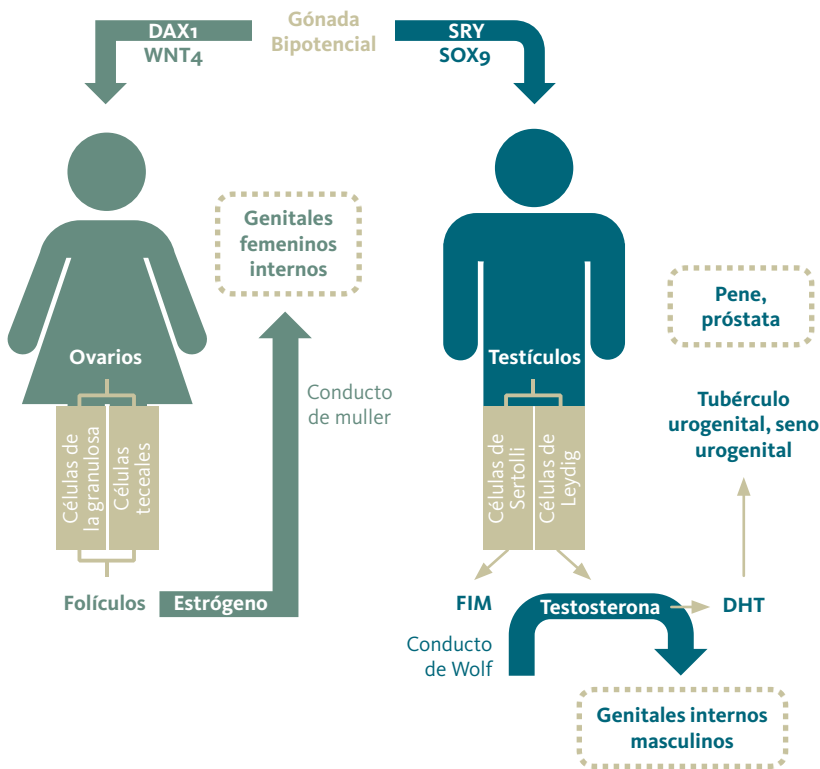 Gónada
Bipotencial
DAX1
WNT4
SRY
SOX9
Genitales
femeninos
internos
Ovarios
Células de
la granulosa
Células
teceales
Folículos
Estrógeno
Conducto
de muller
Testículos
Células de
Sertolli
Células de
Leydig
FIM
Testosterona
DHT
Conducto
de Wolf
Genitales internos
masculinos
Pene,
próstata
Tubérculo
urogenital, seno
urogenital